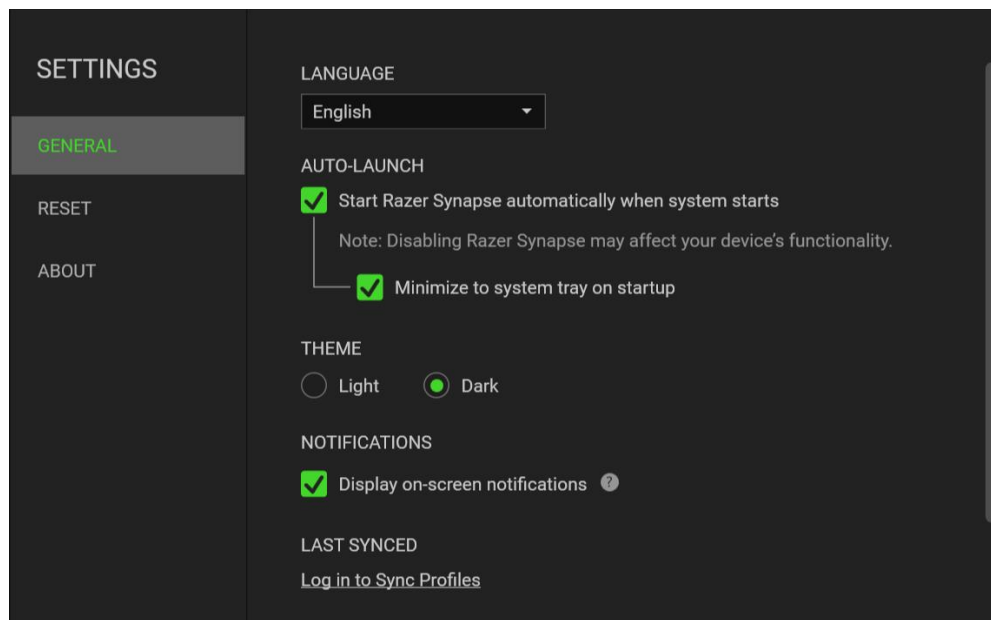 SETTINGS
GENERAL
RESET
ABOUT
LANGUAGE
English
AUTO-LAUNCH
Start Razer Synapse automatically when system starts
Note: Disabling Razer Synapse may affect your device’s functionality.
Minimize to system tray on startup
THEME
Light
Dark
NOTIFICATIONS
Display on-screen notifications ?
LAST SYNCED
Log in to Sync Profiles